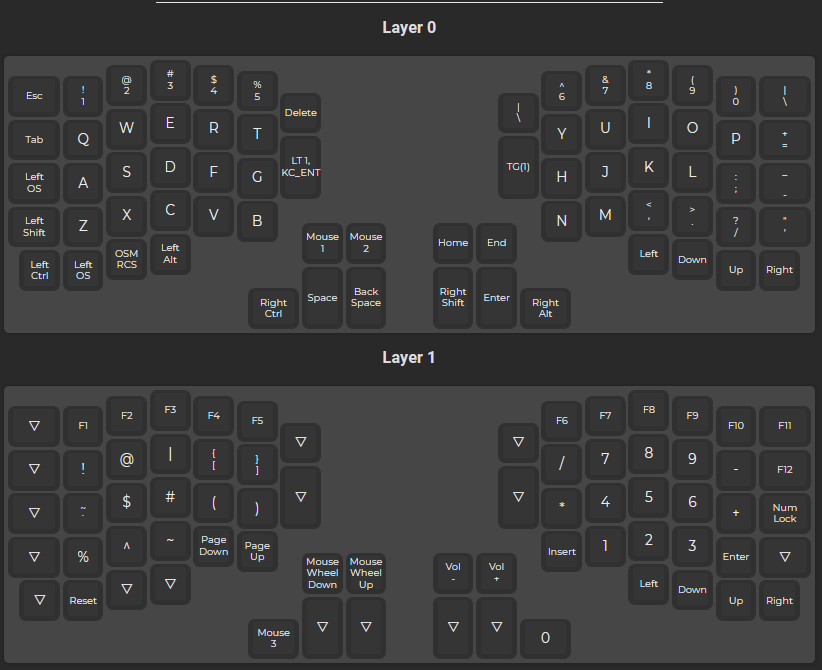 Layer 0
Esc ! 1 @ 2 # 3 $ 4 % 5 Delete | \ ^ 6 & 7 * 8 ( 9 ) 0 | \
Tab Q W E R T LT 1, KC_ENT TG(1) Y U I O P + =
Left OS A S D F G H J K L : ; _ -
Left Shift Z X C V B N M < , > . ? / " '
Left Ctrl Left OS OSM RCS Left Alt Mouse 1 Mouse 2 Home End Left Down Up Right
Right Ctrl Space Back Space Right Shift Enter Right Alt
Layer 1
▽ F1 F2 F3 F4 F5 ▽ ▽ F6 F7 F8 F9 F10 F11
▽ ! @ | { [ } ] ▽ ▽ / 7 8 9 - F12
▽ ~ ` $ # ( ) * 4 5 6 + Num Lock
▽ % ^ ~ Page Down Page Up Insert 1 2 3 Enter ▽
▽ Reset ▽ ▽ Mouse Wheel Down Mouse Wheel Up Vol - Vol + Left Down Up Right
Mouse 3 ▽ ▽ ▽ ▽ 0